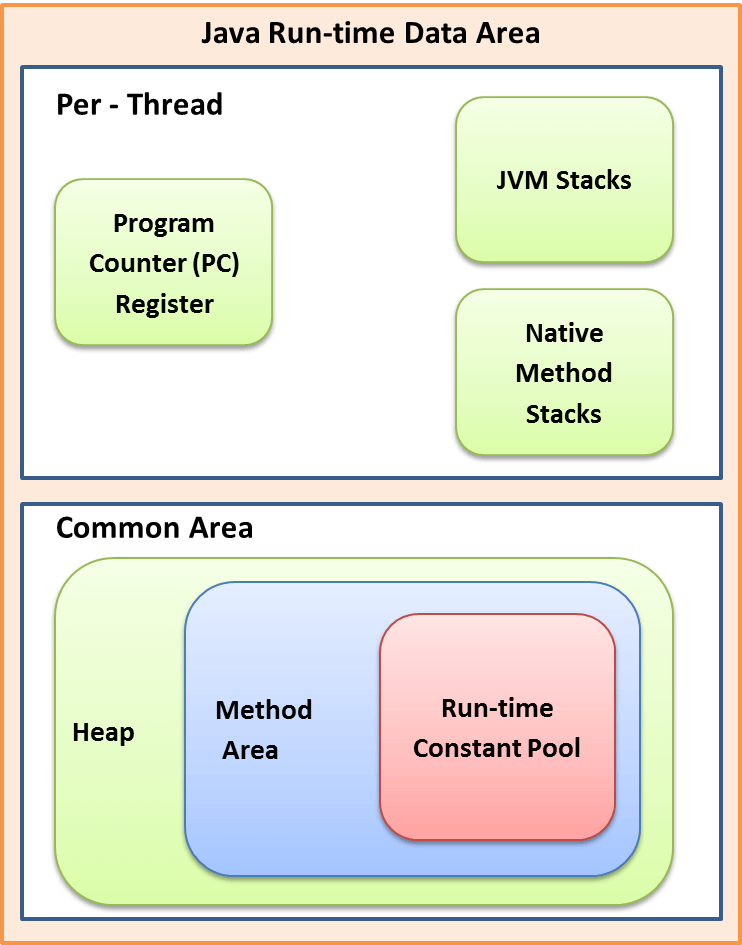 Java Run-time Data Area
Per - Thread
JVM Stacks
Program
Counter (PC)
Register
Native
Method
Stacks
Common Area
Heap
Method
Area
Run-time
Constant Pool